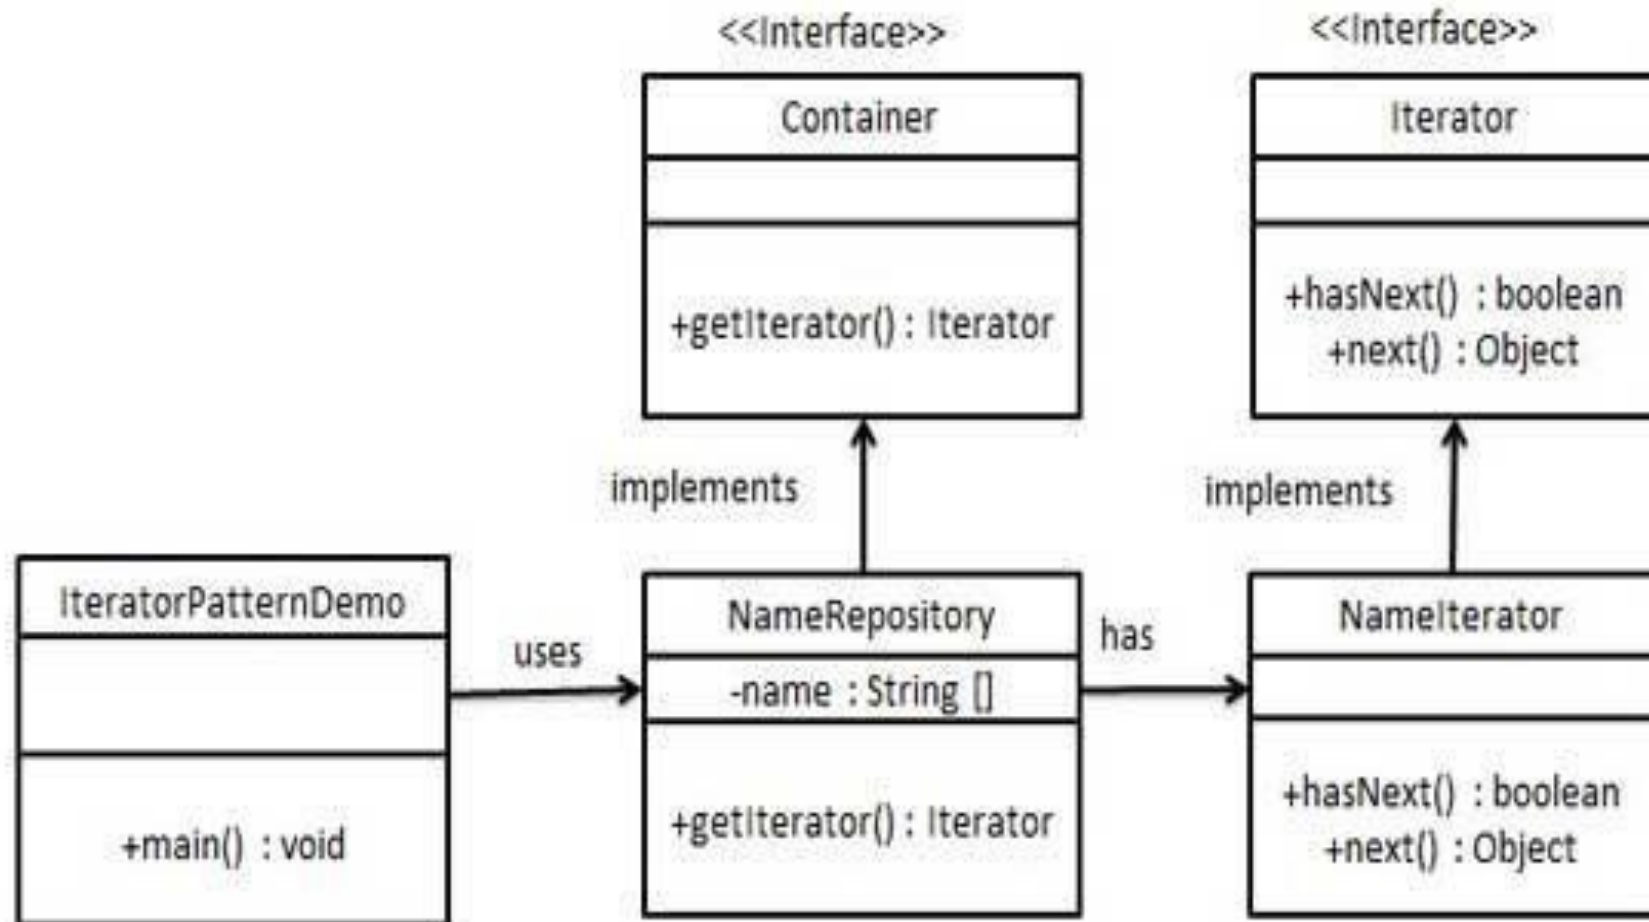 <<Interface>>
Container
+getIterator() : Iterator
<<Interface>>
Iterator
+hasNext() : boolean
+next() : Object
implements
implements
IteratorPatternDemo
+main() : void
uses
NameRepository
-name : String []
+getIterator() : Iterator
has
NameIterator
+hasNext() : boolean
+next() : Object